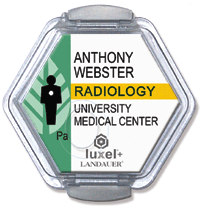 ANTHONY
WEBSTER
RADIOLOGY
UNIVERSITY
MEDICAL CENTER
Pa
luxel+
LANDAUER®